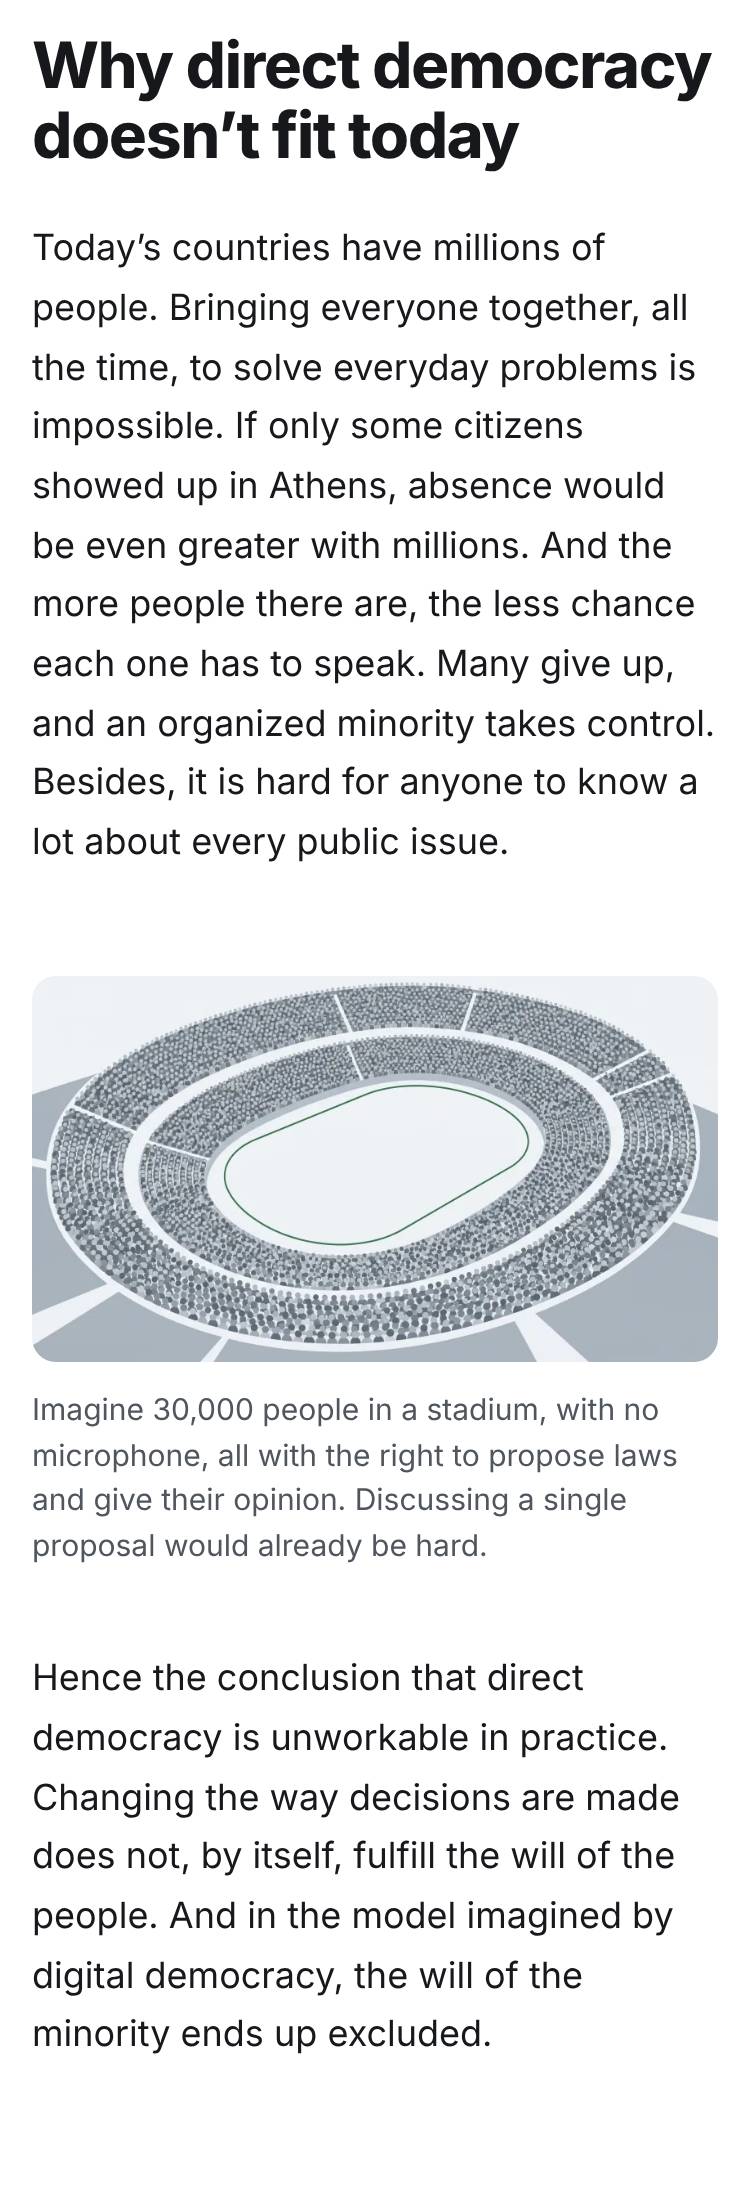 Why direct democracy
doesn’t fit today
Today’s countries have millions of
people. Bringing everyone together, all
the time, to solve everyday problems is
impossible. If only some citizens
showed up in Athens, absence would
be even greater with millions. And the
more people there are, the less chance
each one has to speak. Many give up,
and an organized minority takes control.
Besides, it is hard for anyone to know a
lot about every public issue.
Imagine 30,000 people in a stadium, with no
microphone, all with the right to propose laws
and give their opinion. Discussing a single
proposal would already be hard.
Hence the conclusion that direct
democracy is unworkable in practice.
Changing the way decisions are made
does not, by itself, fulfill the will of the
people. And in the model imagined by
digital democracy, the will of the
minority ends up excluded.